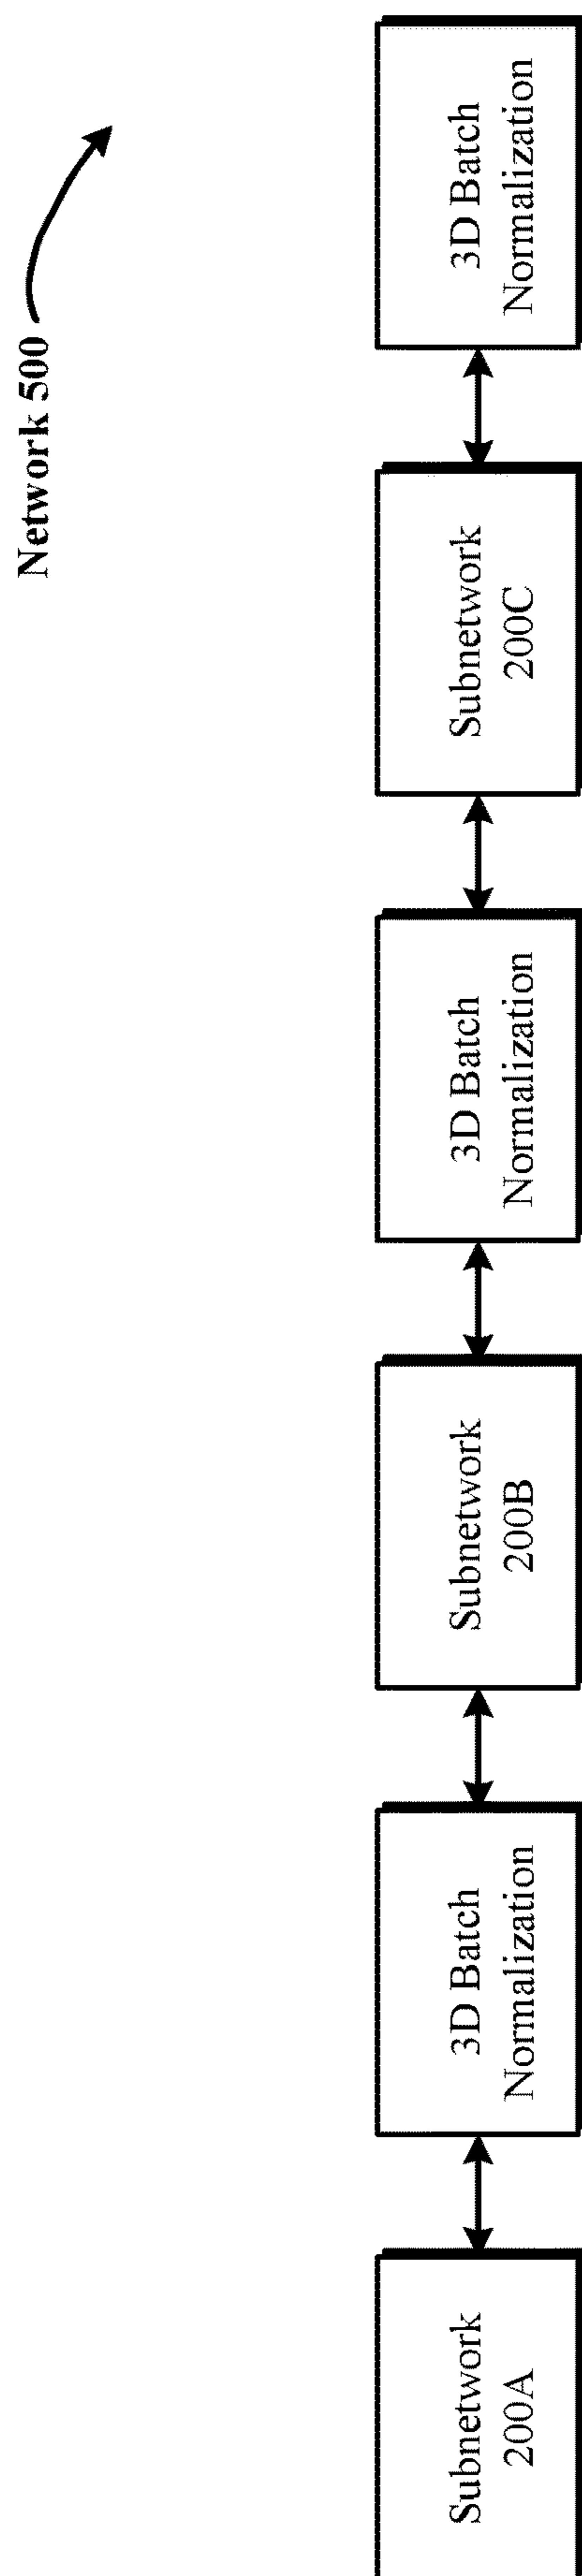 Network 500
Subnetwork
200A
3D Batch
Normalization
Subnetwork
200B
3D Batch
Normalization
Subnetwork
200C
3D Batch
Normalization